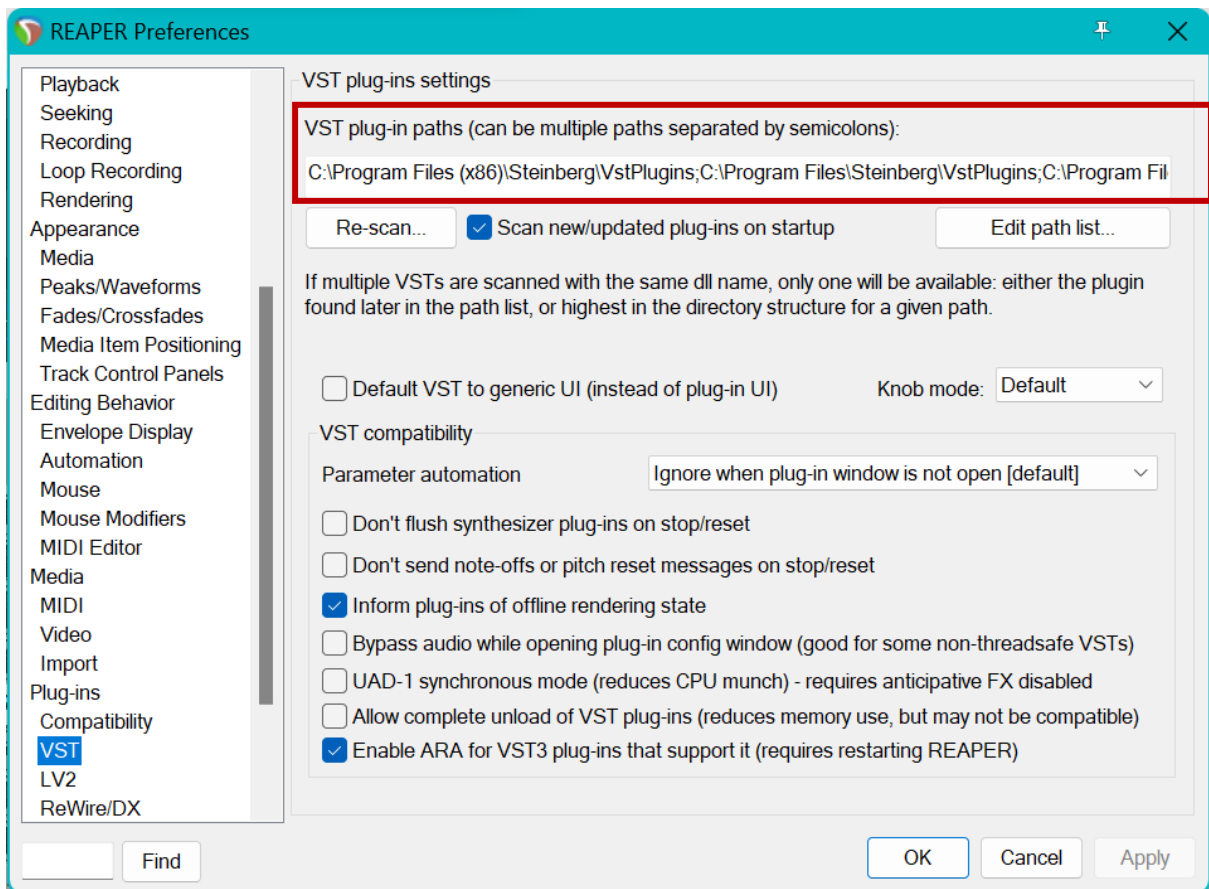 REAPER Preferences
Playback
Seeking
Recording
Loop Recording
Rendering
Appearance
Media
Peaks/Waveforms
Fades/Crossfades
Media Item Positioning
Track Control Panels
Editing Behavior
Envelope Display
Automation
Mouse
Mouse Modifiers
MIDI Editor
Media
MIDI
Video
Import
Plug-ins
Compatibility
VST
LV2
ReWire/DX
Find
VST plug-ins settings
VST plug-in paths (can be multiple paths separated by semicolons):
C:\Program Files (x86)\Steinberg\VstPlugins;C:\Program Files\Steinberg\VstPlugins;C:\Program Fil
Re-scan... Scan new/updated plug-ins on startup Edit path list...
If multiple VSTs are scanned with the same dll name, only one will be available: either the plugin
found later in the path list, or highest in the directory structure for a given path.
Default VST to generic UI (instead of plug-in UI) Knob mode: Default
VST compatibility
Parameter automation Ignore when plug-in window is not open [default]
Don't flush synthesizer plug-ins on stop/reset
Don't send note-offs or pitch reset messages on stop/reset
Inform plug-ins of offline rendering state
Bypass audio while opening plug-in config window (good for some non-threadsafe VSTs)
UAD-1 synchronous mode (reduces CPU munch) - requires anticipative FX disabled
Allow complete unload of VST plug-ins (reduces memory use, but may not be compatible)
Enable ARA for VST3 plug-ins that support it (requires restarting REAPER)
OK Cancel Apply